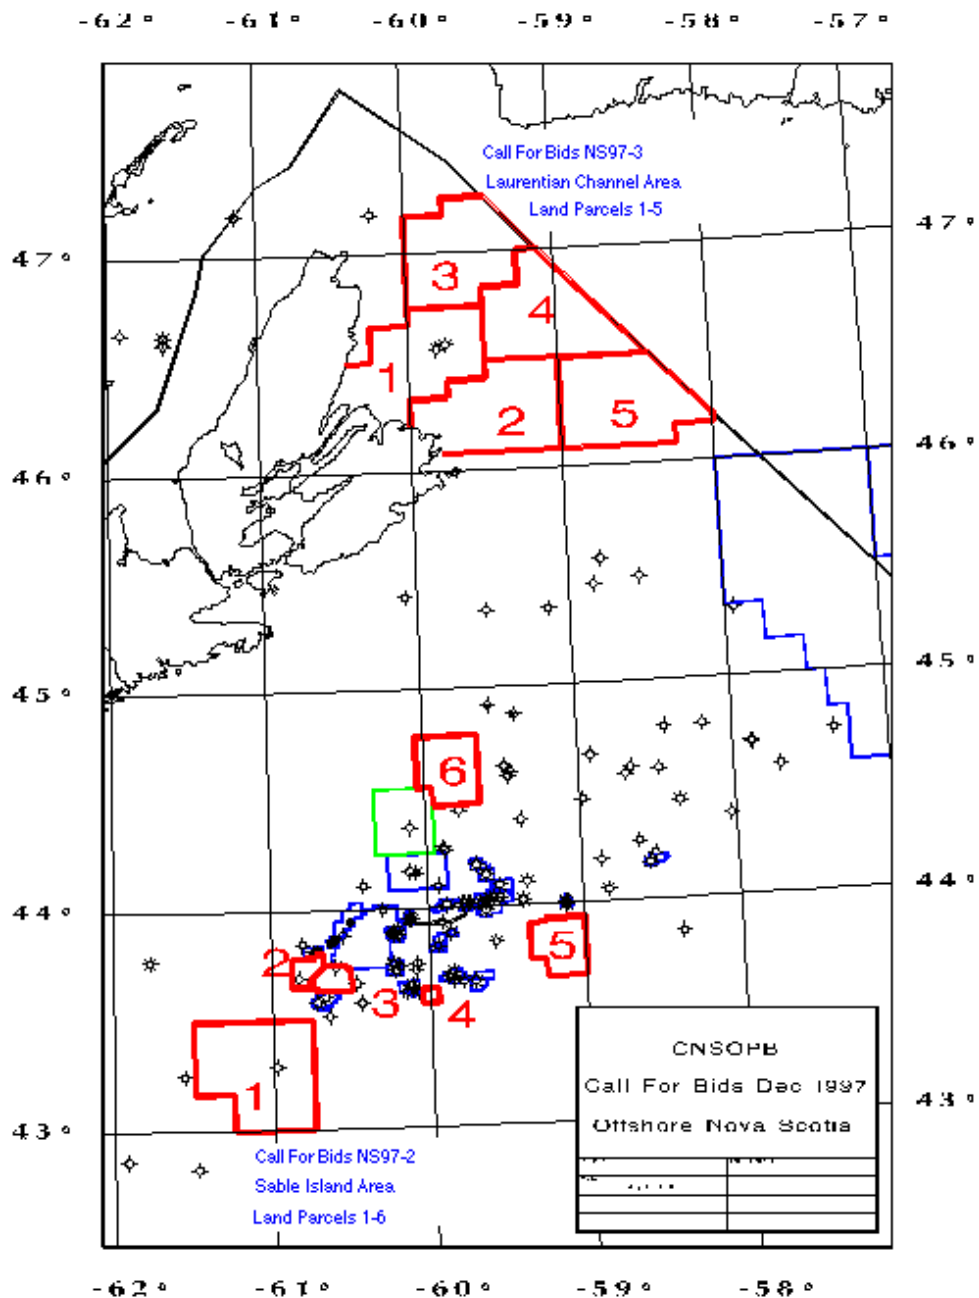 -62° -61° -60° -59° -58° -57°
Call For Bids NS97-3
Laurentian Channel Area
Land Parcels 1-5
47° 47°
3
4
1
2
5
46° 46°
45° 45°
6
44° 44°
5
2
3
4
CNSOPB
Call For Bids Dec 1997
Offshore Nova Scotia
1
43° 43°
Call For Bids NS97-2
Sable Island Area
Land Parcels 1-6
-62° -61° -60° -59° -58°